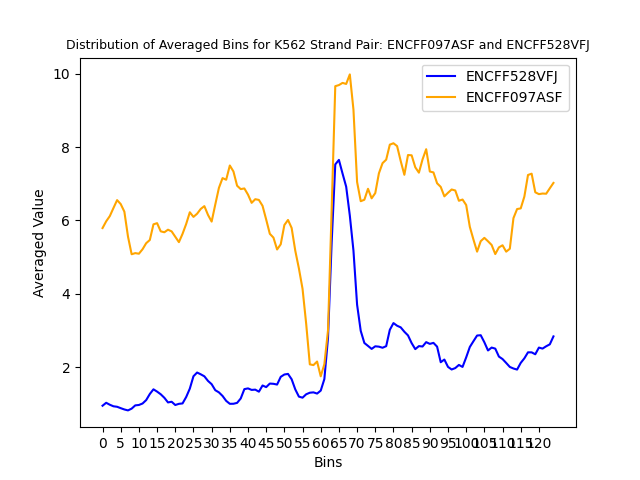 Distribution of Averaged Bins for K562 Strand Pair: ENCFF097ASF and ENCFF528VFJ
ENCFF528VFJ
ENCFF097ASF
Averaged Value
10
8
6
4
2
0 5 10 15 20 25 30 35 40 45 50 55 60 65 70 75 80 85 90 95 100 105 110 115 120
Bins